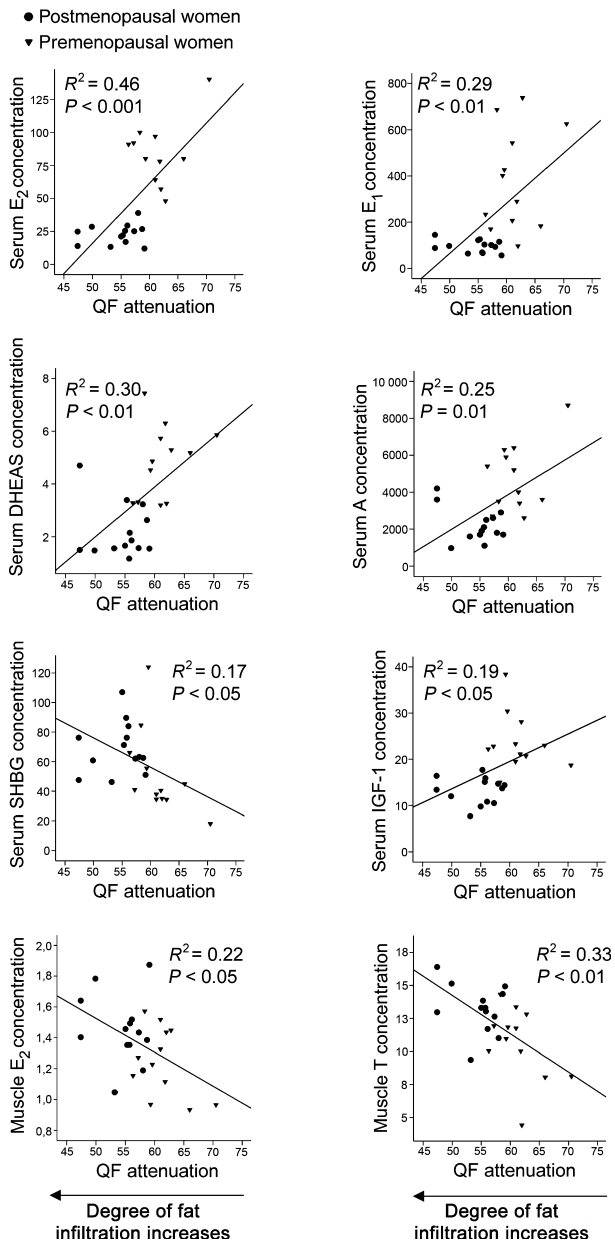 Postmenopausal women
Premenopausal women
R² = 0.46
P < 0.001
Serum E₂ concentration
125
100
75
50
25
0
45 50 55 60 65 70 75
QF attenuation
R² = 0.29
P < 0.01
Serum E₁ concentration
800
600
400
200
0
45 50 55 60 65 70 75
QF attenuation
R² = 0.30
P < 0.01
Serum DHEAS concentration
8
6
4
2
45 50 55 60 65 70 75
QF attenuation
R² = 0.25
P = 0.01
Serum A concentration
10 000
8000
6000
4000
2000
0
45 50 55 60 65 70 75
QF attenuation
R² = 0.17
P < 0.05
Serum SHBG concentration
120
100
80
60
40
20
0
45 50 55 60 65 70 75
QF attenuation
R² = 0.19
P < 0.05
Serum IGF-1 concentration
40
30
20
10
0
45 50 55 60 65 70 75
QF attenuation
R² = 0.22
P < 0.05
Muscle E₂ concentration
2,0
1,8
1,6
1,4
1,2
1,0
0,8
45 50 55 60 65 70 75
QF attenuation
Degree of fat
infiltration increases
R² = 0.33
P < 0.01
Muscle T concentration
18
15
13
10
8
5
45 50 55 60 65 70 75
QF attenuation
Degree of fat
infiltration increases